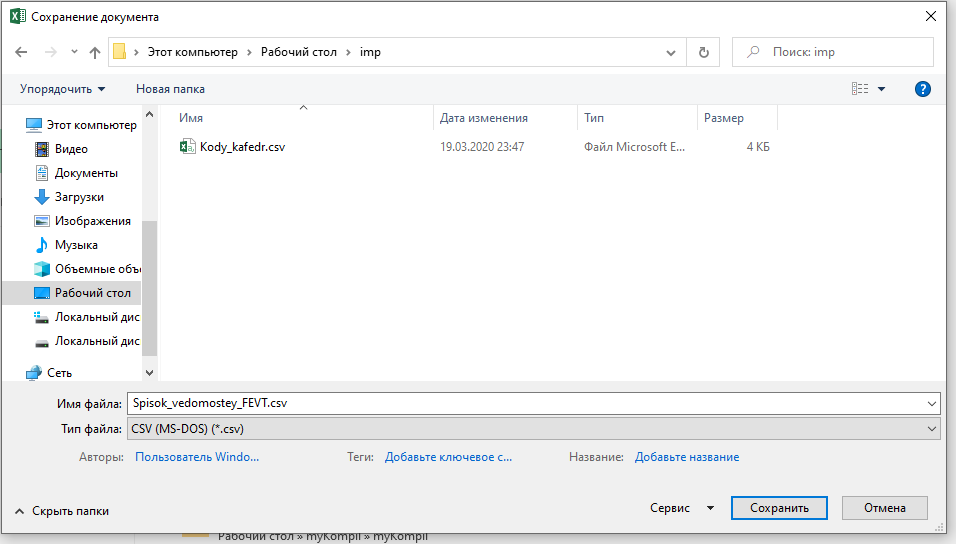 Сохранение документа
Этот компьютер › Рабочий стол › imp
Поиск: imp
Упорядочить
Новая папка
?
Имя Дата изменения Тип Размер
Kody_kafedr.csv 19.03.2020 23:47 Файл Microsoft E... 4 КБ
Этот компьютер
Видео
Документы
Загрузки
Изображения
Музыка
Объемные объ
Рабочий стол
Локальный дис
Локальный дис
Сеть
Имя файла: Spisok_vedomostey_FEVT.csv
Тип файла: CSV (MS-DOS) (*.csv)
Авторы: Пользователь Windo... Теги: Добавьте ключевое с... Название: Добавьте название
Скрыть папки
Сервис
Сохранить
Отмена
Рабочий стол » myKompil » myKompil